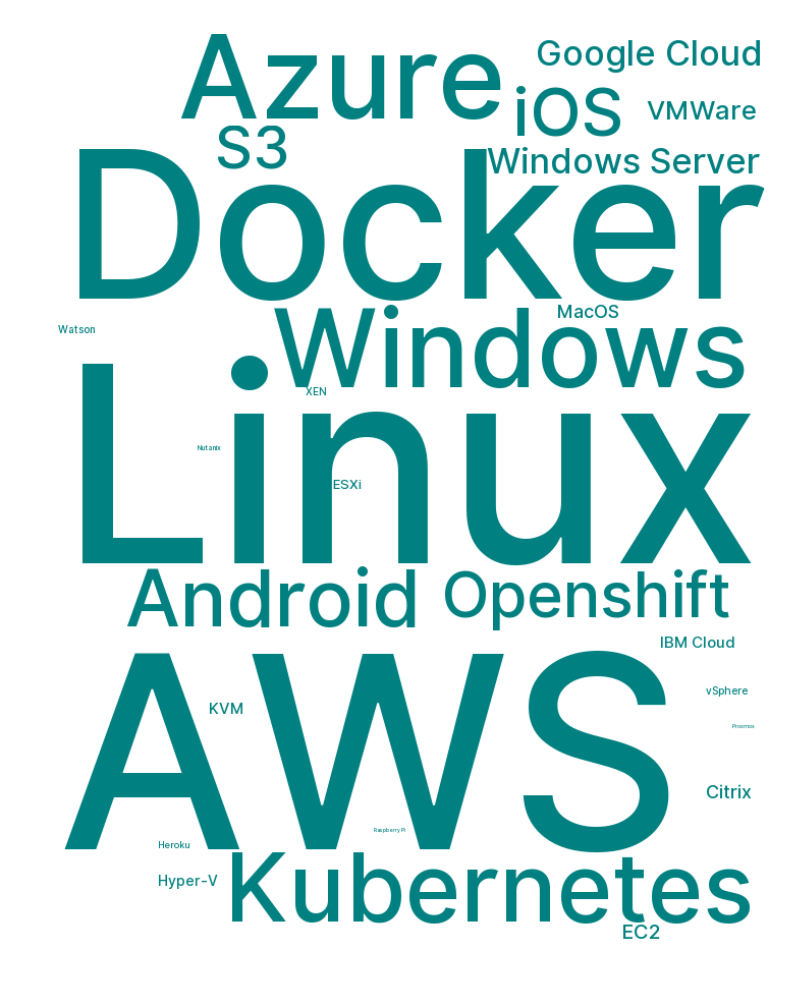 Azure
Google Cloud
iOS
VMWare
S3
Windows Server
Docker
MacOS
Windows
Watson
XEN
Linux
Nutanix
ESXi
Android
Openshift
IBM Cloud
AWS
vSphere
KVM
Proxmox
Citrix
Raspberry Pi
Heroku
Kubernetes
Hyper-V
EC2